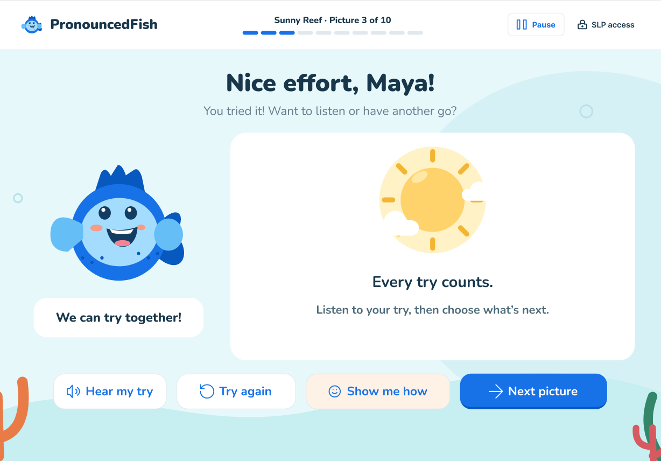 PronouncedFish
Sunny Reef · Picture 3 of 10
Pause
SLP access
Nice effort, Maya!
You tried it! Want to listen or have another go?
We can try together!
Every try counts.
Listen to your try, then choose what’s next.
Hear my try
Try again
Show me how
Next picture